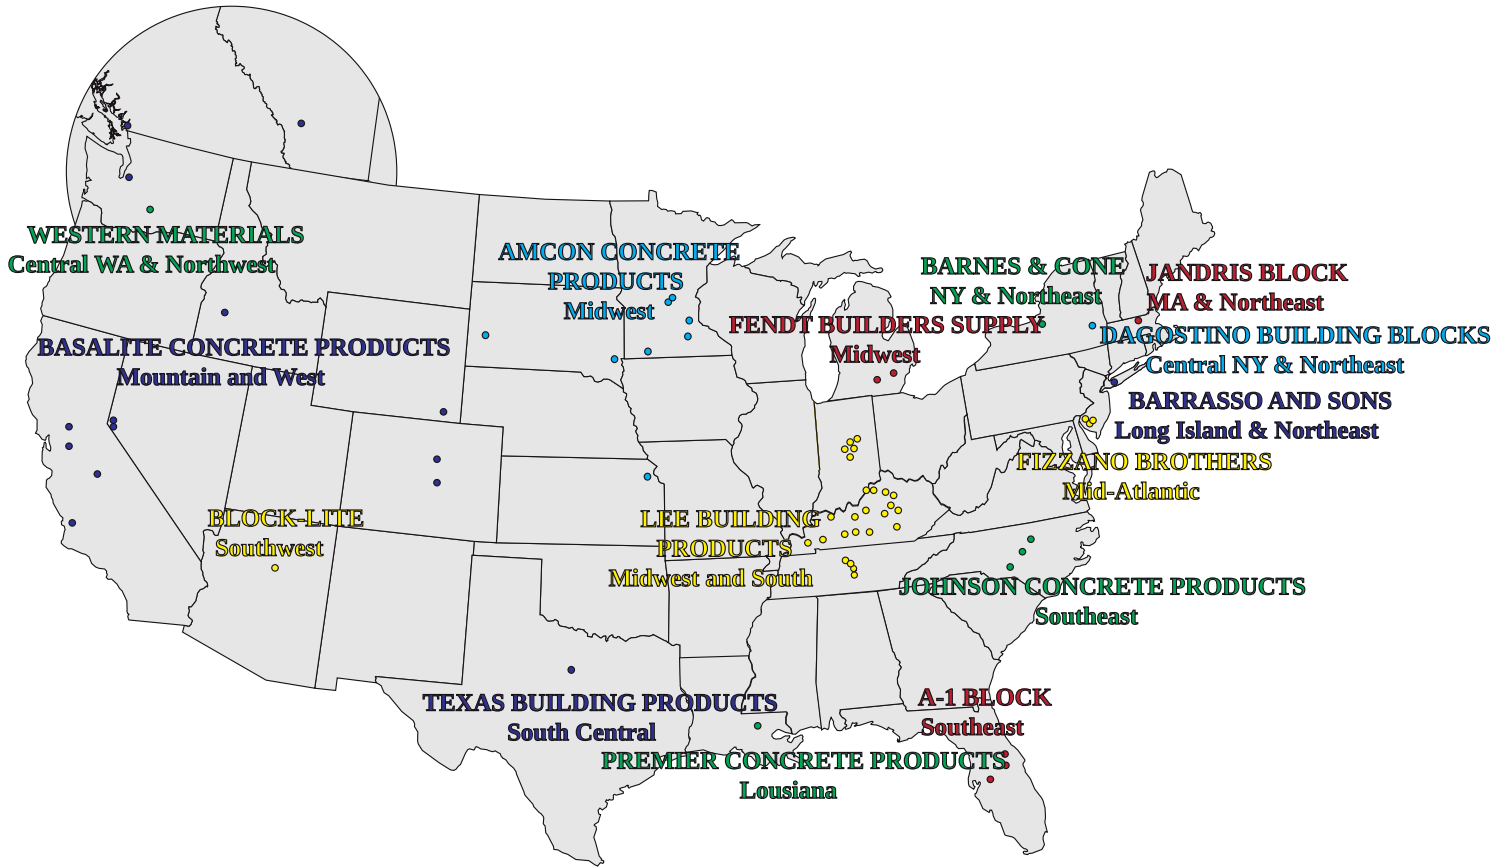 WESTERN MATERIALS
Central WA & Northwest
AMCON CONCRETE
PRODUCTS
Midwest
BARNES & CONE
NY & Northeast
JANDRIS BLOCK
MA & Northeast
FENDT BUILDERS SUPPLY
Midwest
DAGOSTINO BUILDING BLOCKS
Central NY & Northeast
BASALITE CONCRETE PRODUCTS
Mountain and West
BARRASSO AND SONS
Long Island & Northeast
FIZZANO BROTHERS
Mid-Atlantic
BLOCK-LITE
Southwest
LEE BUILDING
PRODUCTS
Midwest and South
JOHNSON CONCRETE PRODUCTS
Southeast
TEXAS BUILDING PRODUCTS
South Central
A-1 BLOCK
Southeast
PREMIER CONCRETE PRODUCTS
Lousiana